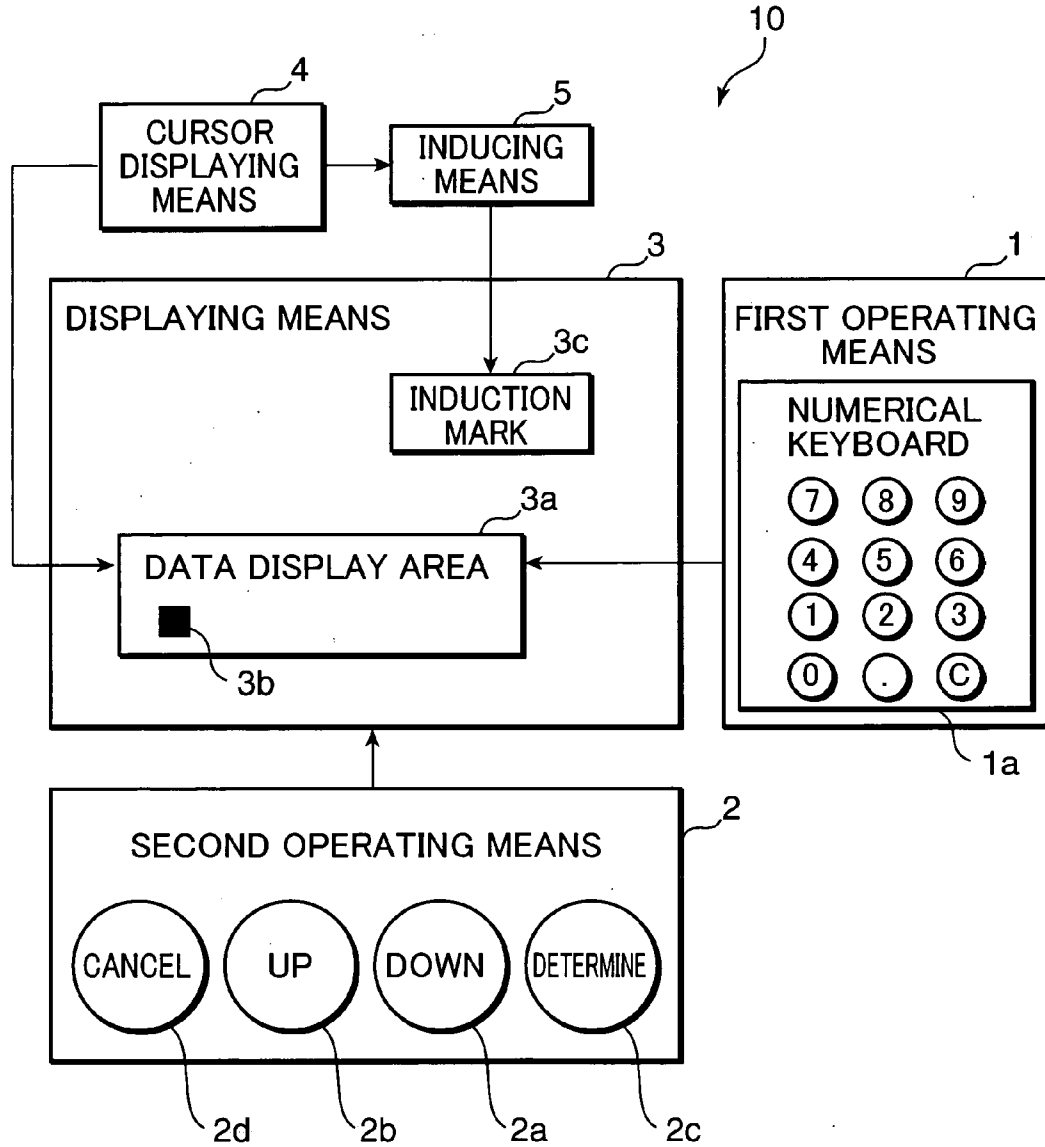 10
4
CURSOR
DISPLAYING
MEANS
5
INDUCING
MEANS
3
DISPLAYING MEANS
3c
INDUCTION
MARK
3a
DATA DISPLAY AREA
3b
1
FIRST OPERATING
MEANS
NUMERICAL
KEYBOARD
7 8 9
4 5 6
1 2 3
0 . C
1a
2
SECOND OPERATING MEANS
CANCEL UP DOWN DETERMINE
2d 2b 2a 2c